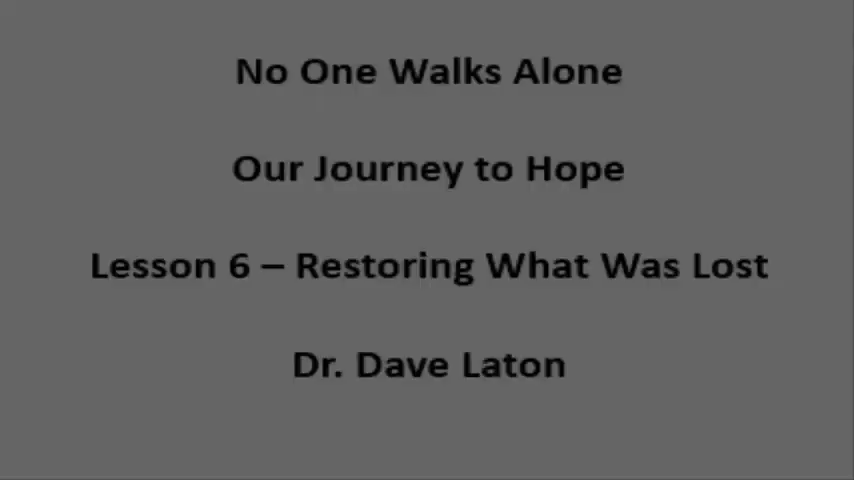 No One Walks Alone
Our Journey to Hope
Lesson 6 – Restoring What Was Lost
Dr. Dave Laton